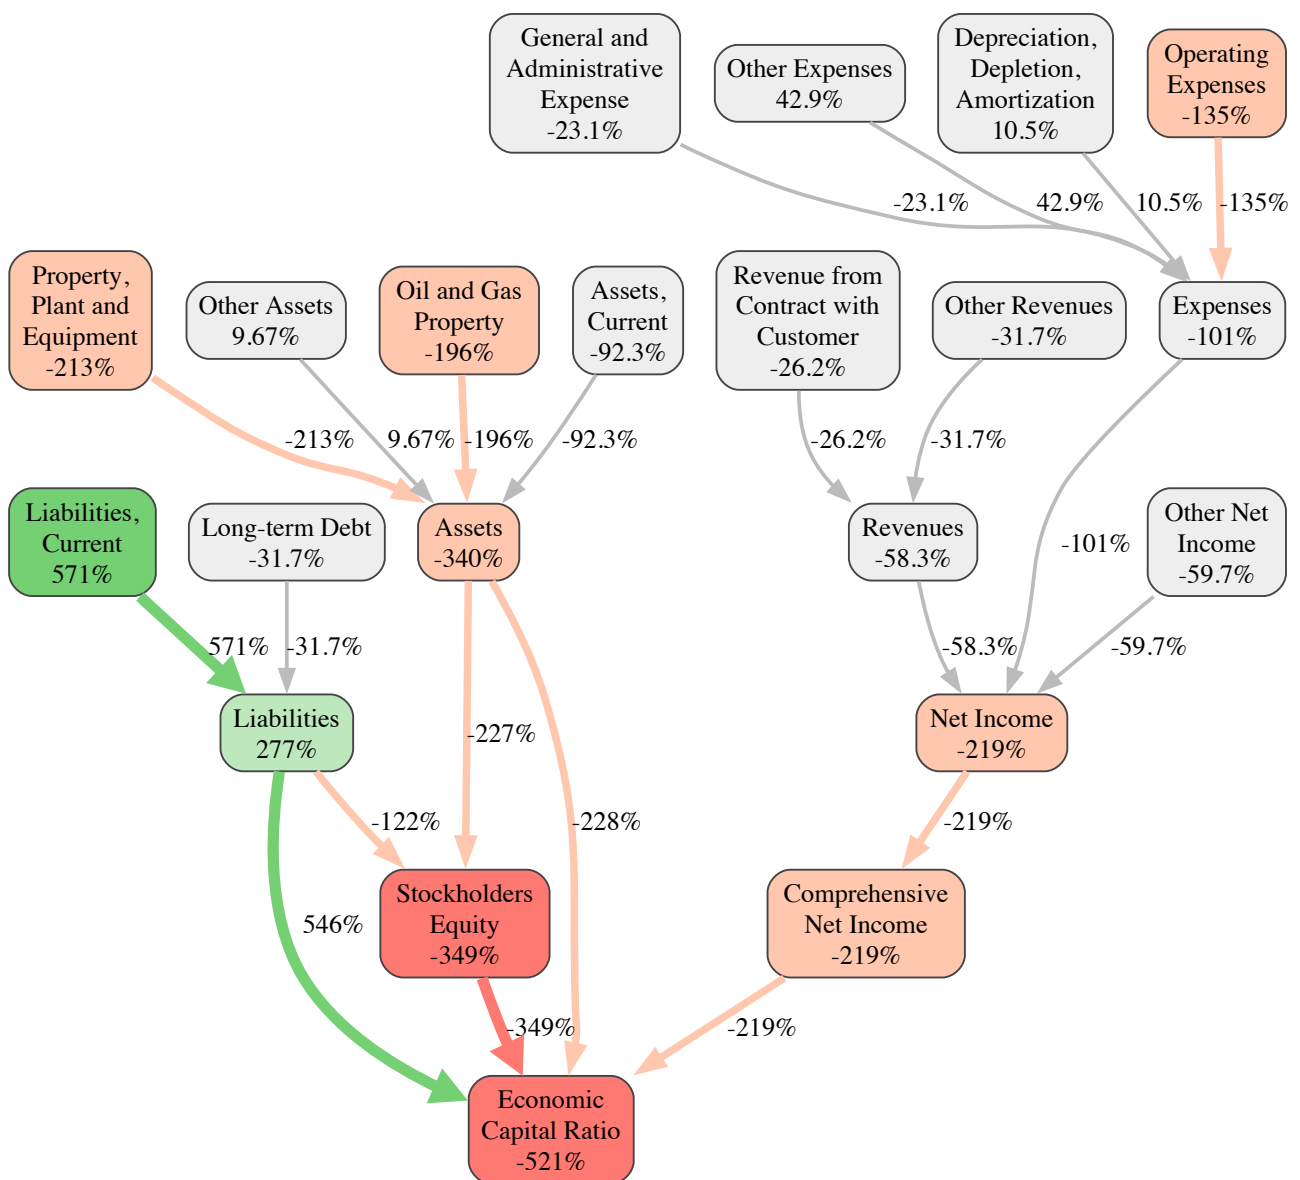 General and
Administrative
Expense
-23.1%
Other Expenses
42.9%
Depreciation,
Depletion,
Amortization
10.5%
Operating
Expenses
-135%
-23.1%
42.9%
10.5%
-135%
Property,
Plant and
Equipment
-213%
Other Assets
9.67%
Oil and Gas
Property
-196%
Assets,
Current
-92.3%
Revenue from
Contract with
Customer
-26.2%
Other Revenues
-31.7%
Expenses
-101%
-213%
9.67%
-196%
-92.3%
-26.2%
-31.7%
Liabilities,
Current
571%
Long-term Debt
-31.7%
Assets
-340%
Revenues
-58.3%
-101%
Other Net
Income
-59.7%
571%
-31.7%
-58.3%
-59.7%
Liabilities
277%
-227%
Net Income
-219%
-122%
-228%
-219%
Stockholders
Equity
-349%
546%
Comprehensive
Net Income
-219%
-349%
-219%
Economic
Capital Ratio
-521%